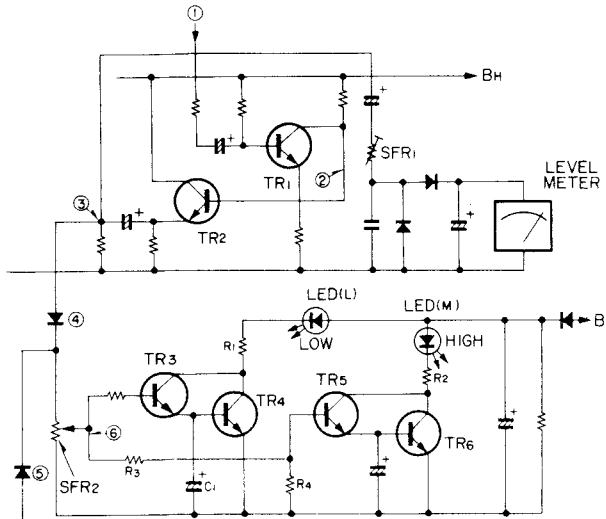 ①
BH
SFR1
LEVEL
METER
TR1
②
③
TR2
④
LED(L)
LED(M)
B
LOW
HIGH
R1
R2
TR3
TR4
TR5
TR6
⑤
⑥
SFR2
R3
R4
C1